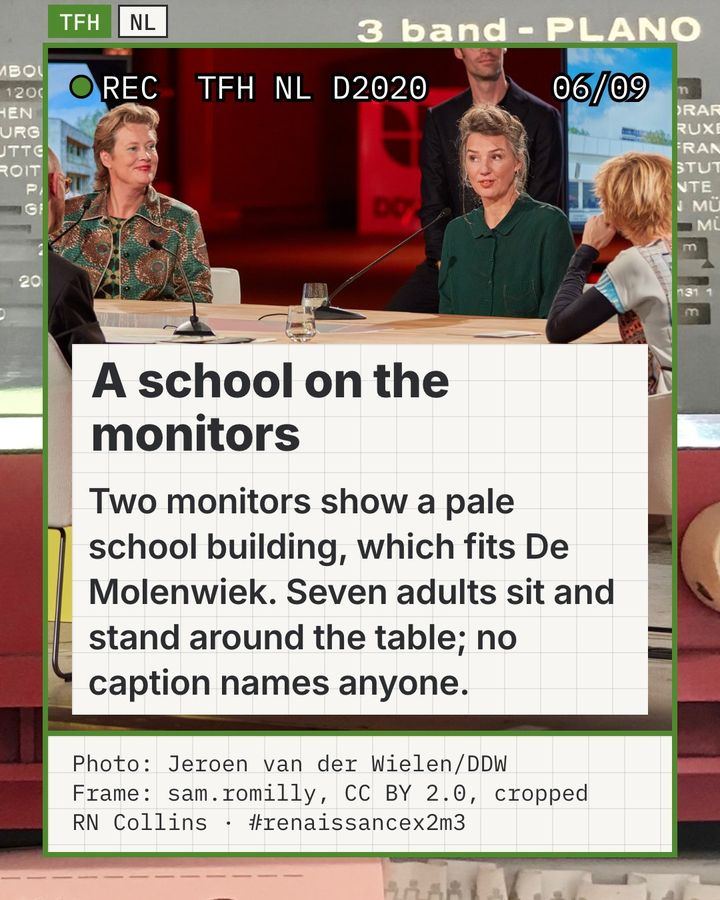 TFH NL
3 band - PLANO
REC TFH NL D2020 06/09
A school on the
monitors
Two monitors show a pale
school building, which fits De
Molenwiek. Seven adults sit and
stand around the table; no
caption names anyone.
Photo: Jeroen van der Wielen/DDW
Frame: sam.romilly, CC BY 2.0, cropped
RN Collins · #renaissancex2m3